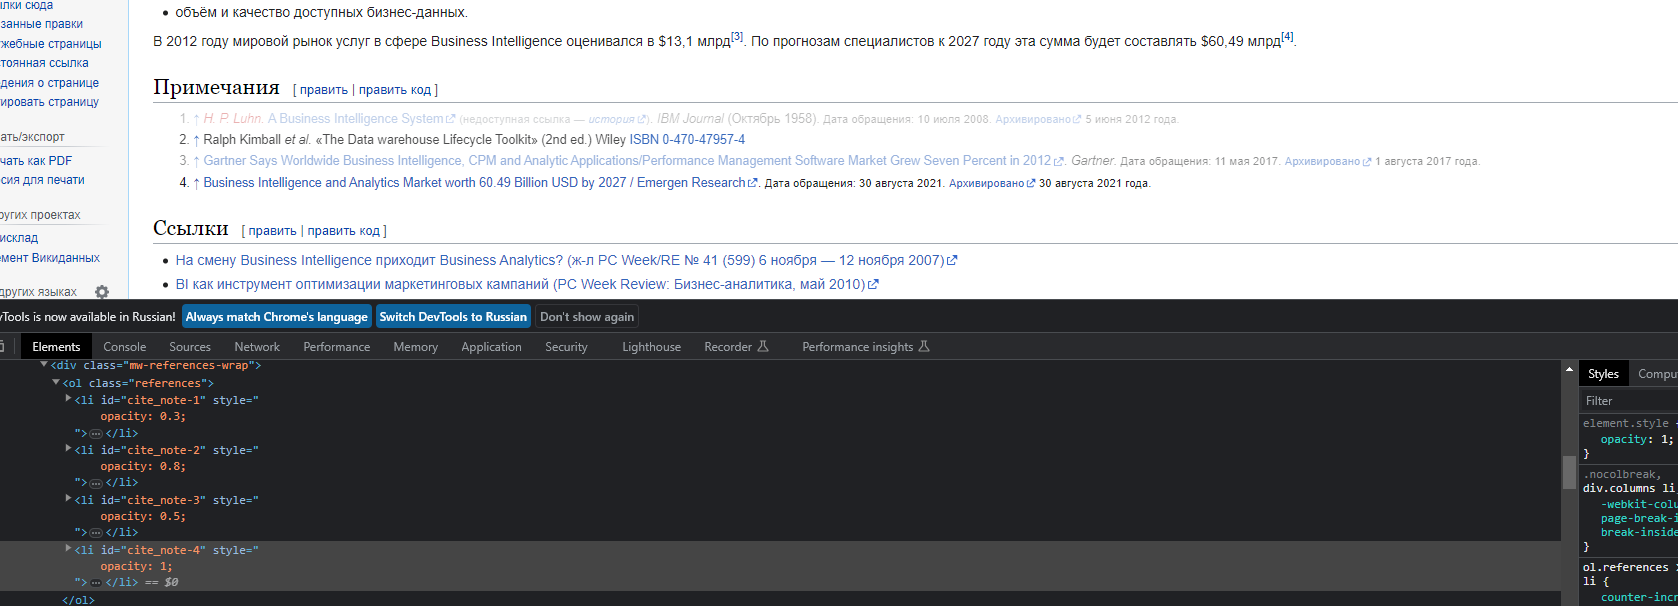 лки сюда
занные правки
жебные страницы
тоянная ссылка
дения о странице
ировать страницу
ать/экспорт
чать как PDF
сия для печати
ругих проектах
исклад
мент Викиданных
других языках
• объём и качество доступных бизнес-данных.
В 2012 году мировой рынок услуг в сфере Business Intelligence оценивался в $13,1 млрд[3]. По прогнозам специалистов к 2027 году эта сумма будет составлять $60,49 млрд[4].
Примечания [ править | править код ]
1. ↑ H. P. Luhn. A Business Intelligence System (недоступная ссылка — история). IBM Journal (Октябрь 1958). Дата обращения: 10 июля 2008. Архивировано 5 июня 2012 года.
2. ↑ Ralph Kimball et al. «The Data warehouse Lifecycle Toolkit» (2nd ed.) Wiley ISBN 0-470-47957-4
3. ↑ Gartner Says Worldwide Business Intelligence, CPM and Analytic Applications/Performance Management Software Market Grew Seven Percent in 2012. Gartner. Дата обращения: 11 мая 2017. Архивировано 1 августа 2017 года.
4. ↑ Business Intelligence and Analytics Market worth 60.49 Billion USD by 2027 / Emergen Research. Дата обращения: 30 августа 2021. Архивировано 30 августа 2021 года.
Ссылки [ править | править код ]
• На смену Business Intelligence приходит Business Analytics? (ж-л PC Week/RE № 41 (599) 6 ноября — 12 ноября 2007)
• BI как инструмент оптимизации маркетинговых кампаний (PC Week Review: Бизнес-аналитика, май 2010)
vTools is now available in Russian! Always match Chrome's language Switch DevTools to Russian Don't show again
Elements Console Sources Network Performance Memory Application Security Lighthouse Recorder Performance insights
<div class="mw-references-wrap">
<ol class="references">
<li id="cite_note-1" style="
opacity: 0.3;
">…</li>
<li id="cite_note-2" style="
opacity: 0.8;
">…</li>
<li id="cite_note-3" style="
opacity: 0.5;
">…</li>
<li id="cite_note-4" style="
opacity: 1;
">…</li> == $0
</ol>
Styles Compu
Filter
element.style
opacity: 1;
}
.nocolbreak,
div.columns li
-webkit-colu
page-break-i
break-inside
}
ol.references
li {
counter-incr